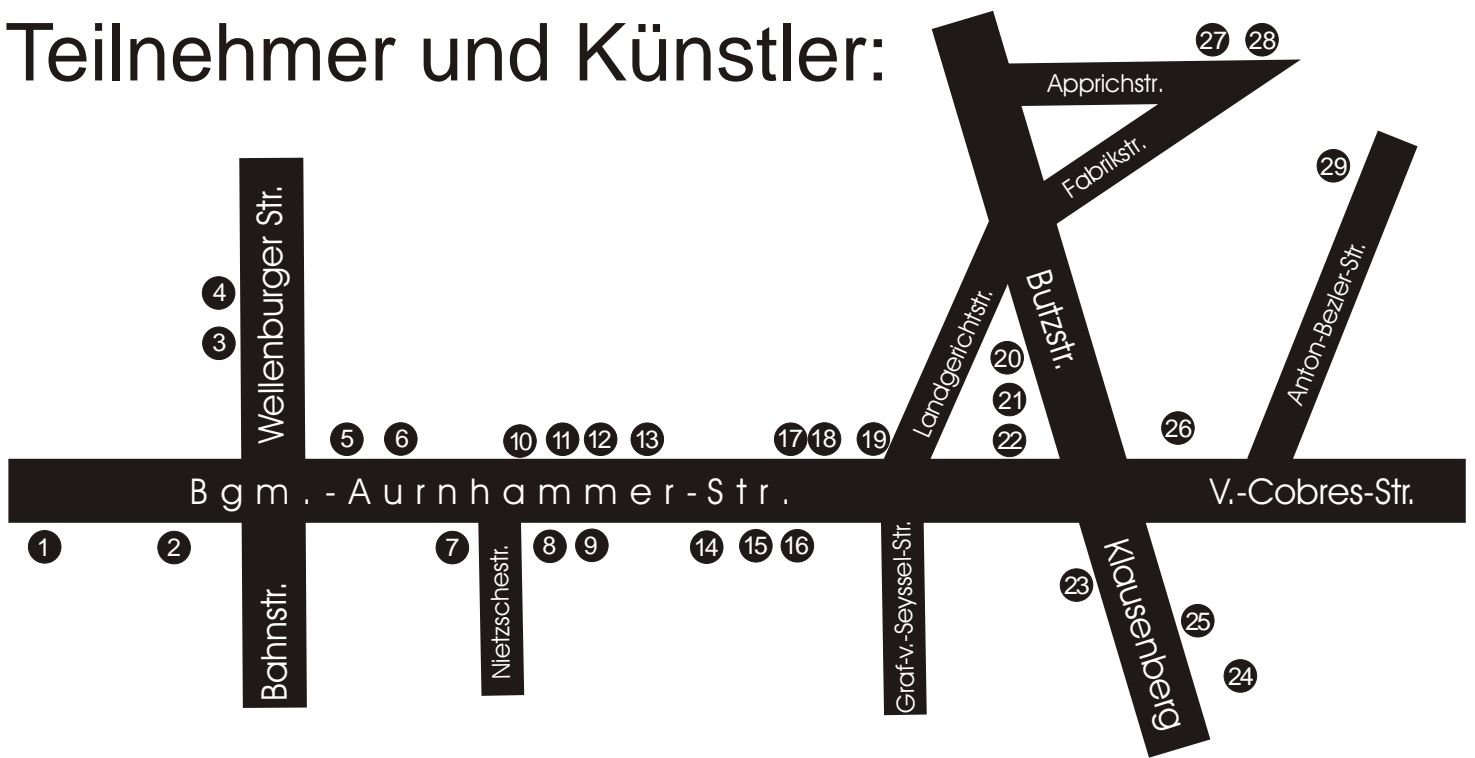 Teilnehmer und Künstler:
27 28
Apprichstr.
Fabrikstr.
29
Wellenburger Str.
4
3
Butzstr.
Landgerichtstr.
Anton-Bezler-Str.
20
21
22
5 6 10 11 12 13 17 18 19
26
Bgm.-Aurnhammer-Str.
V.-Cobres-Str.
1 2 7 8 9 14 15 16
Bahnstr.
Nietzschestr.
Graf-v.-Seyssel-Str.
Klausenberg
23
25
24